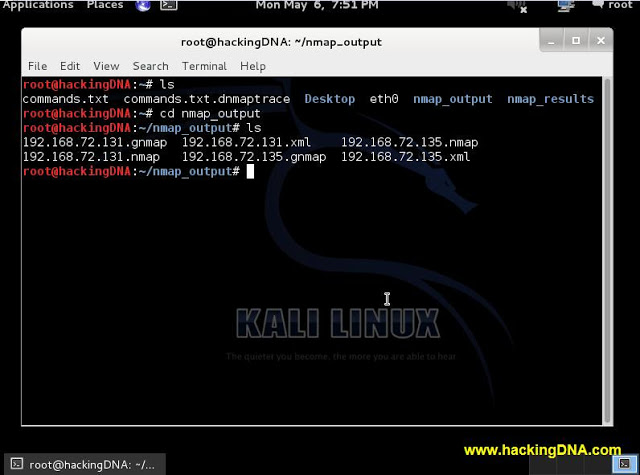 Applications Places Mon May 6, 7:51 PM root
root@hackingDNA: ~/nmap_output
File Edit View Search Terminal Help
root@hackingDNA:~# ls
commands.txt commands.txt.dnmaptrace Desktop eth0 nmap_output nmap_results
root@hackingDNA:~# cd nmap_output
root@hackingDNA:~/nmap_output# ls
192.168.72.131.gnmap 192.168.72.131.xml 192.168.72.135.nmap
192.168.72.131.nmap 192.168.72.135.gnmap 192.168.72.135.xml
root@hackingDNA:~/nmap_output#
KALI LINUX
The quieter you become, the more you are able to hear.
www.hackingDNA.com
root@hackingDNA: ~/...